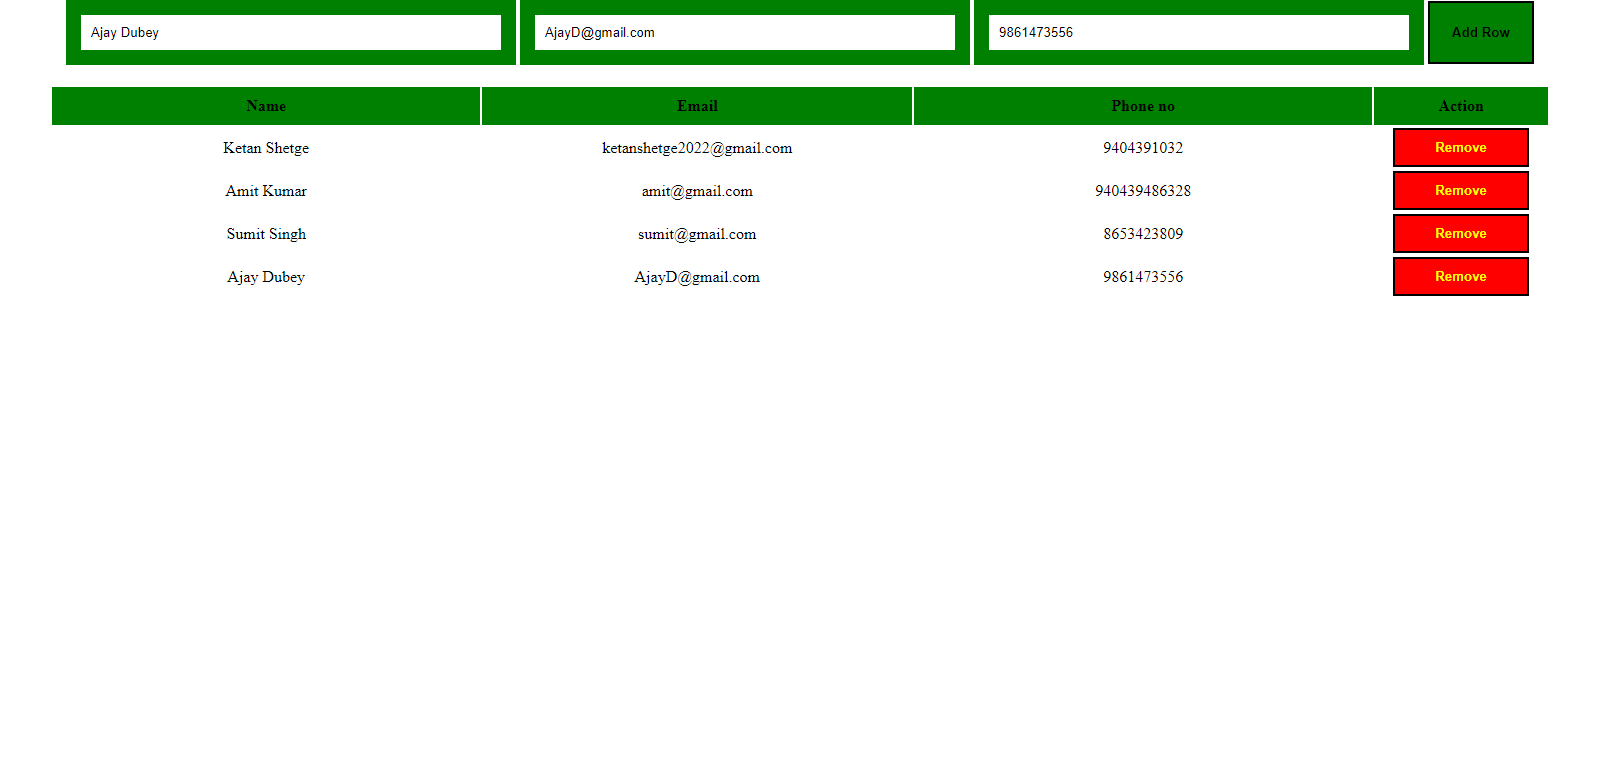 Ajay Dubey AjayD@gmail.com 9861473556 Add Row
Name Email Phone no Action
Ketan Shetge ketanshetge2022@gmail.com 9404391032 Remove
Amit Kumar amit@gmail.com 940439486328 Remove
Sumit Singh sumit@gmail.com 8653423809 Remove
Ajay Dubey AjayD@gmail.com 9861473556 Remove